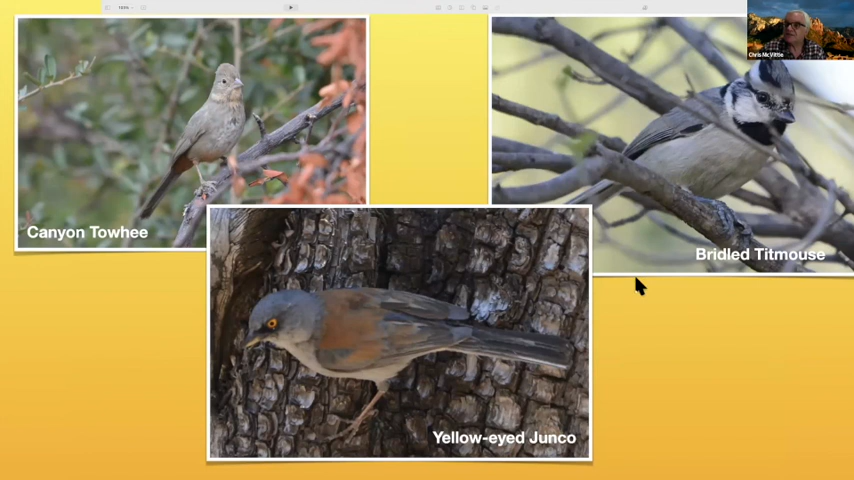 Chris McVittie
Canyon Towhee
Bridled Titmouse
Yellow-eyed Junco